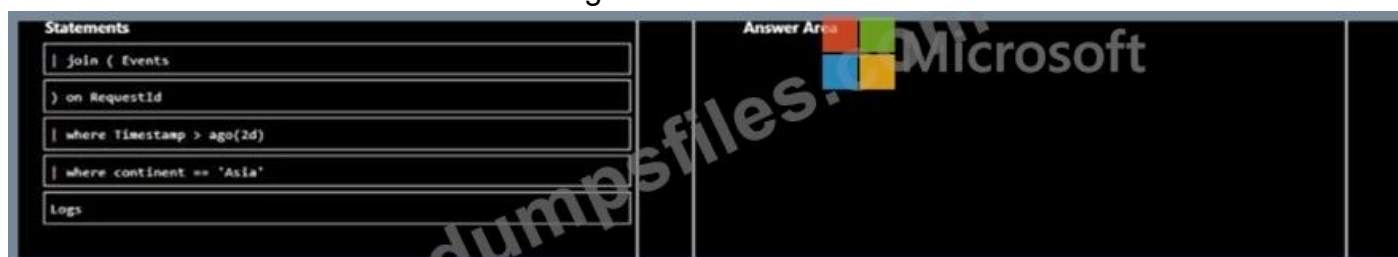 Statements
| join ( Events
) on RequestId
| where Timestamp > ago(2d)
| where continent == 'Asia'
Logs
Answer Area
Microsoft
dumpsfiles.com